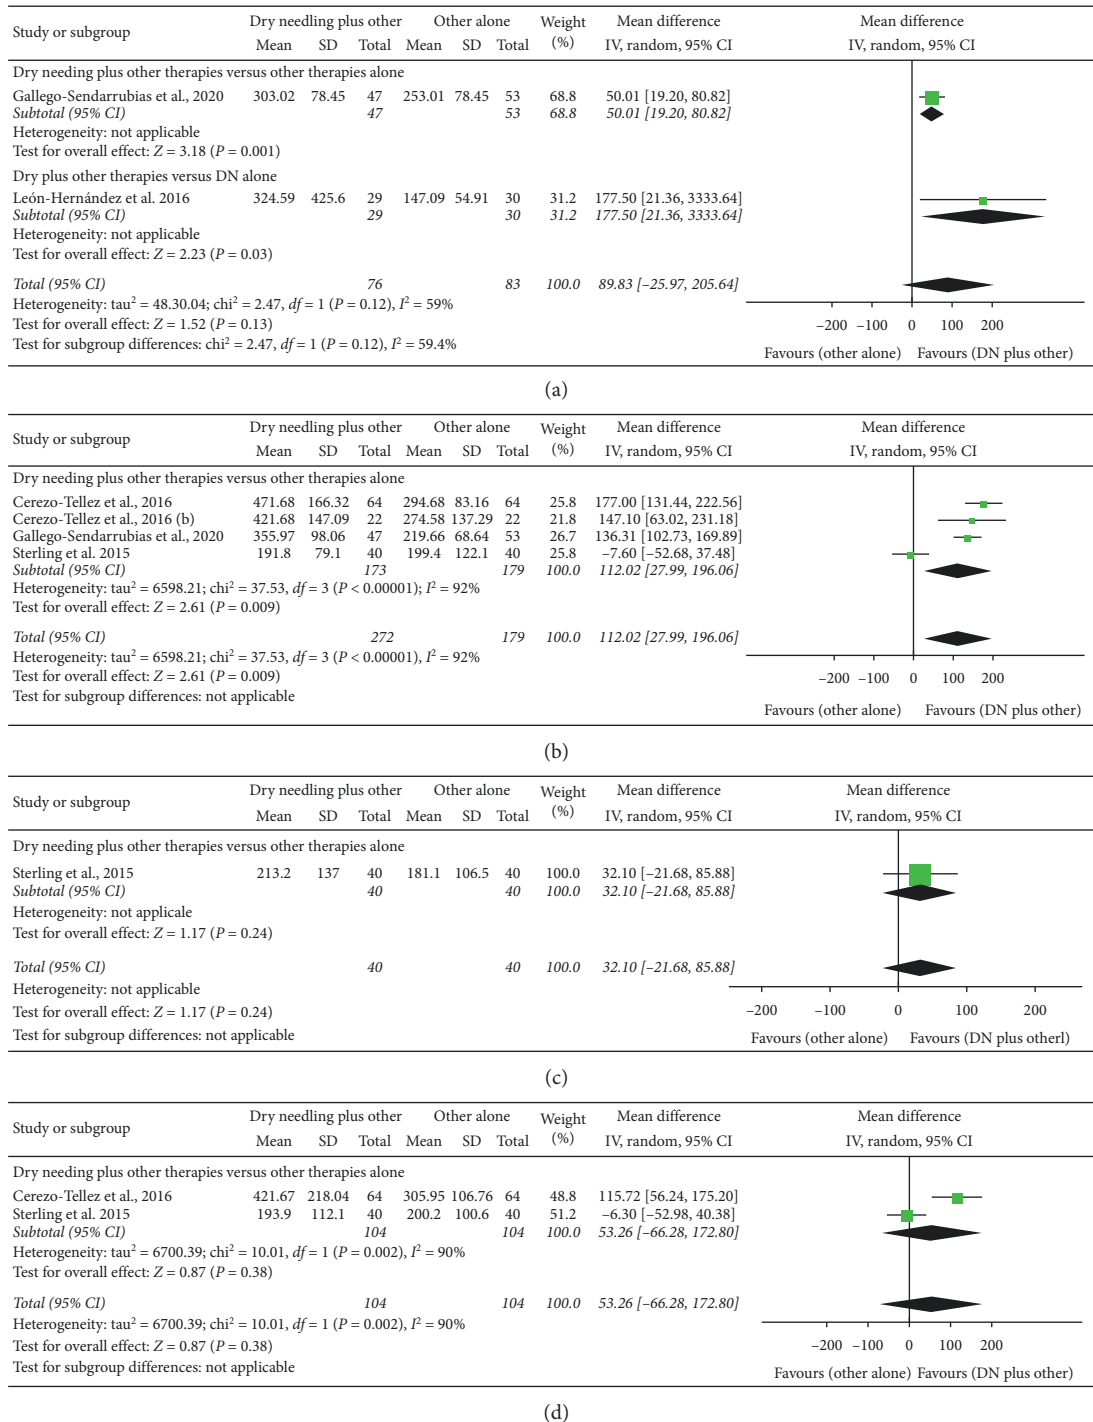 Study or subgroup Dry needling plus other Other alone Weight (%) Mean difference Mean difference
Mean SD Total Mean SD Total IV, random, 95% CI IV, random, 95% CI
Dry needing plus other therapies versus other therapies alone
Gallego-Sendarrubias et al., 2020 303.02 78.45 47 253.01 78.45 53 68.8 50.01 [19.20, 80.82]
Subtotal (95% CI) 47 53 68.8 50.01 [19.20, 80.82]
Heterogeneity: not applicable
Test for overall effect: Z = 3.18 (P = 0.001)
Dry plus other therapies versus DN alone
León-Hernández et al. 2016 324.59 425.6 29 147.09 54.91 30 31.2 177.50 [21.36, 3333.64]
Subtotal (95% CI) 29 30 31.2 177.50 [21.36, 3333.64]
Heterogeneity: not applicable
Test for overall effect: Z = 2.23 (P = 0.03)
Total (95% CI) 76 83 100.0 89.83 [−25.97, 205.64]
Heterogeneity: tau² = 48.30.04; chi² = 2.47, df = 1 (P = 0.12), I² = 59%
Test for overall effect: Z = 1.52 (P = 0.13)
Test for subgroup differences: chi² = 2.47, df = 1 (P = 0.12), I² = 59.4%
−200 −100 0 100 200
Favours (other alone) Favours (DN plus other)
(a)
Study or subgroup Dry needling plus other Other alone Weight (%) Mean difference Mean difference
Mean SD Total Mean SD Total IV, random, 95% CI IV, random, 95% CI
Dry needling plus other therapies versus other therapies alone
Cerezo-Tellez et al., 2016 471.68 166.32 64 294.68 83.16 64 25.8 177.00 [131.44, 222.56]
Cerezo-Tellez et al., 2016 (b) 421.68 147.09 22 274.58 137.29 22 21.8 147.10 [63.02, 231.18]
Gallego-Sendarrubias et al., 2020 355.97 98.06 47 219.66 68.64 53 26.7 136.31 [102.73, 169.89]
Sterling et al. 2015 191.8 79.1 40 199.4 122.1 40 25.8 −7.60 [−52.68, 37.48]
Subtotal (95% CI) 173 179 100.0 112.02 [27.99, 196.06]
Heterogeneity: tau² = 6598.21; chi² = 37.53, df = 3 (P < 0.00001); I² = 92%
Test for overall effect: Z = 2.61 (P = 0.009)
Total (95% CI) 272 179 100.0 112.02 [27.99, 196.06]
Heterogeneity: tau² = 6598.21; chi² = 37.53, df = 3 (P < 0.00001), I² = 92%
Test for overall effect: Z = 2.61 (P = 0.009)
Test for subgroup differences: not applicable
−200 −100 0 100 200
Favours (other alone) Favours (DN plus other)
(b)
Study or subgroup Dry needling plus other Other alone Weight (%) Mean difference Mean difference
Mean SD Total Mean SD Total IV, random, 95% CI IV, random, 95% CI
Dry needling plus other therapies versus other therapies alone
Sterling et al., 2015 213.2 137 40 181.1 106.5 40 100.0 32.10 [−21.68, 85.88]
Subtotal (95% CI) 40 40 100.0 32.10 [−21.68, 85.88]
Heterogeneity: not applicale
Test for overall effect: Z = 1.17 (P = 0.24)
Total (95% CI) 40 40 100.0 32.10 [−21.68, 85.88]
Heterogeneity: not applicable
Test for overall effect: Z = 1.17 (P = 0.24)
Test for subgroup differences: not applicable
−200 −100 0 100 200
Favours (other alone) Favours (DN plus otherl)
(c)
Study or subgroup Dry needling plus other Other alone Weight (%) Mean difference Mean difference
Mean SD Total Mean SD Total IV, random, 95% CI IV, random, 95% CI
Dry needing plus other therapies versus other therapies alone
Cerezo-Tellez et al., 2016 421.67 218.04 64 305.95 106.76 64 48.8 115.72 [56.24, 175.20]
Sterling et al. 2015 193.9 112.1 40 200.2 100.6 40 51.2 −6.30 [−52.98, 40.38]
Subtotal (95% CI) 104 104 100.0 53.26 [−66.28, 172.80]
Heterogeneity: tau² = 6700.39; chi² = 10.01, df = 1 (P = 0.002), I² = 90%
Test for overall effect: Z = 0.87 (P = 0.38)
Total (95% CI) 104 104 100.0 53.26 [−66.28, 172.80]
Heterogeneity: tau² = 6700.39; chi² = 10.01, df = 1 (P = 0.002), I² = 90%
Test for overall effect: Z = 0.87 (P = 0.38)
Test for subgroup differences: not applicable
−200 −100 0 100 200
Favours (other alone) Favours (DN plus other)
(d)